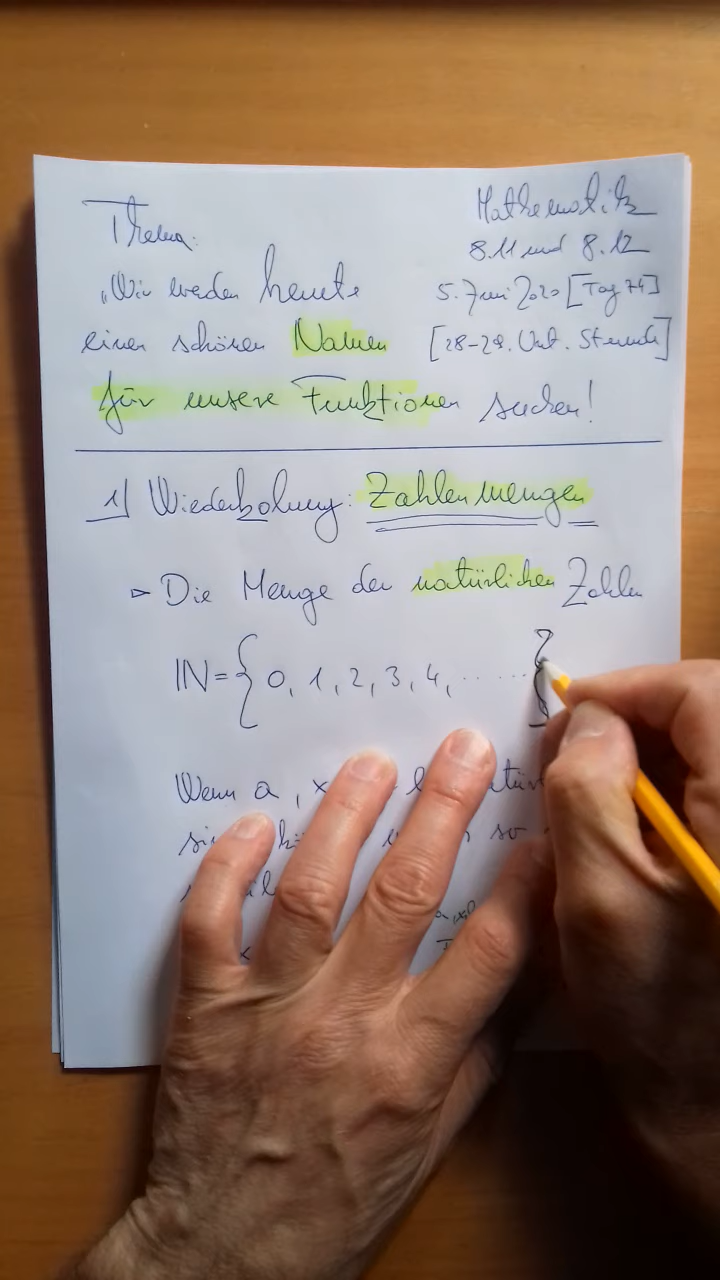 Thema:
Mathematik
8.11 und 8.12
5. Juni 2020 [Tag 74]
[28-29. Unt. Stunde]
"Wir werden heute
einen schönen Namen
für unsere Funktionen suchen!
1) Wiederholung: Zahlenmengen
▻ Die Menge der natürlichen Zahlen
ℕ = { 0, 1, 2, 3, 4, ........ }
Wenn a, x
so